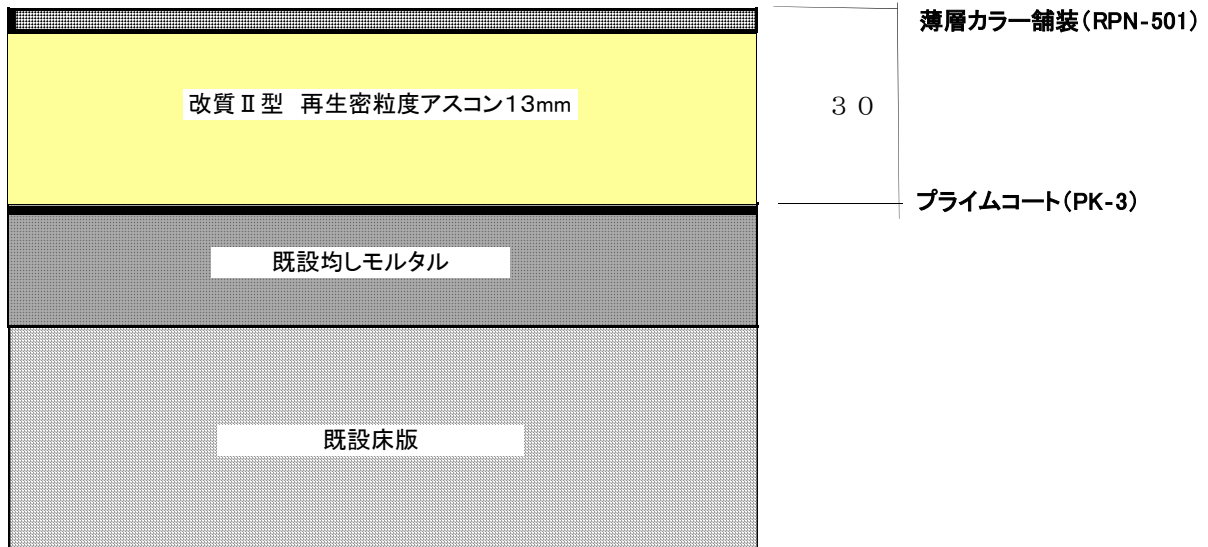 薄層カラー舗装(RPN-501)
改質Ⅱ型 再生密粒度アスコン13mm
30
プライムコート(PK-3)
既設均しモルタル
既設床版